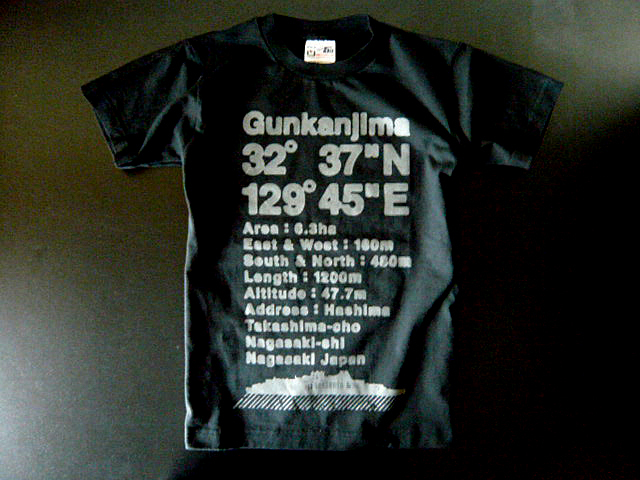 Gunkanjima
32° 37"N
129° 45"E
Area : 6.3ha
East & West : 160m
South & North : 480m
Length : 1200m
Altitude : 47.7m
Address : Hashima
Takashima-cho
Nagasaki-shi
Nagasaki Japan